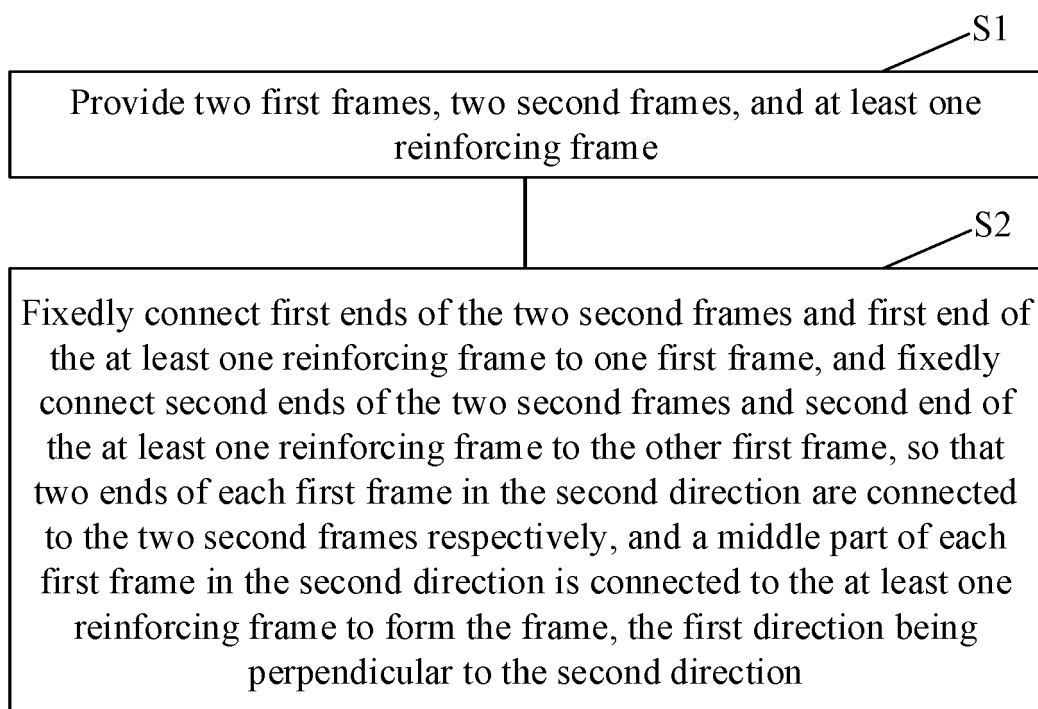 S1
Provide two first frames, two second frames, and at least one
reinforcing frame
S2
Fixedly connect first ends of the two second frames and first end of
the at least one reinforcing frame to one first frame, and fixedly
connect second ends of the two second frames and second end of
the at least one reinforcing frame to the other first frame, so that
two ends of each first frame in the second direction are connected
to the two second frames respectively, and a middle part of each
first frame in the second direction is connected to the at least one
reinforcing frame to form the frame, the first direction being
perpendicular to the second direction